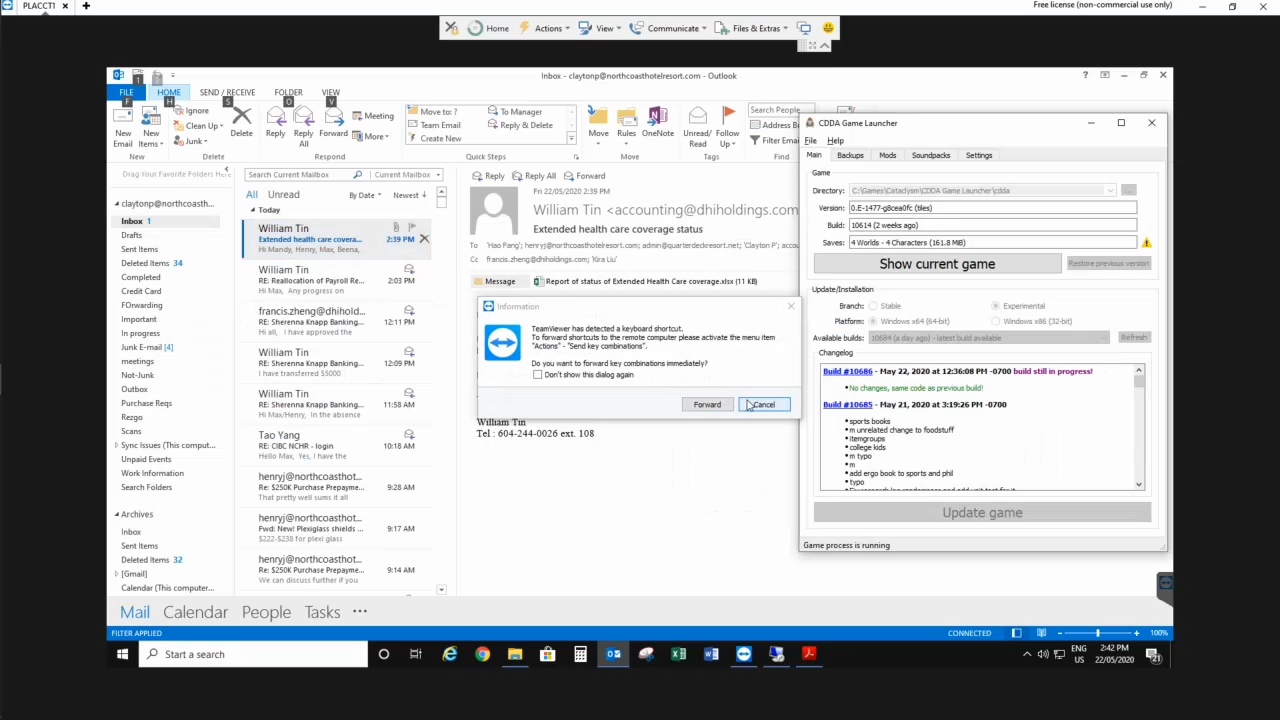 PLACCT1
Free license (non-commercial use only)
Home
Actions
View
Communicate
Files & Extras
Inbox - claytonp@northcoasthotelresort.com - Outlook
FILE
HOME
SEND / RECEIVE
FOLDER
VIEW
F
H
S
O
V
New
Email
New
Items
Ignore
Clean Up
Junk
Delete
Reply
Reply
All
Forward
Meeting
More
Move to: ?
Team Email
Create New
To Manager
Reply & Delete
Move
Rules
OneNote
Unread/
Read
Follow
Up
Search People
Address B
Filter Emai
New
Delete
Respond
Quick Steps
Move
Tags
Find
Drag Your Favorite Folders Here
claytonp@northcoasth...
Inbox 1
Drafts
Sent Items
Deleted Items 34
Completed
Credit Card
FOrwarding
Important
In progress
Junk E-mail [4]
meetings
Not-Junk
Outbox
Purchase Reqs
Rezgo
Scans
Sync Issues (This comput...
Unpaid Events
Work Information
Search Folders
Archives
Inbox
Sent Items
Deleted Items 32
[Gmail]
Calendar (This computer...
Search Current Mailbox
Current Mailbox
All
Unread
By Date
Newest
Today
William Tin
Extended health care covera...
2:39 PM
Hi Mandy, Henry, Max, Beena,
William Tin
RE: Reallocation of Payroll Re...
2:03 PM
Hi Max, Any progress on
francis.zheng@dhihold...
RE: Sherenna Knapp Banking...
12:11 PM
Hi all, I have approved the
William Tin
RE: Sherenna Knapp Banking...
12:09 PM
I have transferred $5000
William Tin
RE: Sherenna Knapp Banking...
11:58 AM
Hi Max/Henry, In the absence
Tao Yang
RE: CIBC NCHR - login
10:18 AM
Hello Max, Yes, I have the
henryj@northcoasthot...
Re: $250K Purchase Prepayme...
9:28 AM
That pretty well sums it all
henryj@northcoasthot...
Fwd: New! Plexiglass shields ...
9:17 AM
$222-$238 for plexi glass
henryj@northcoasthot...
Re: $250K Purchase Prepayme...
9:14 AM
We can discuss further if you
Reply
Reply All
Forward
Fri 22/05/2020 2:39 PM
William Tin <accounting@dhiholdings.com
Extended health care coverage status
To 'Hao Fang'; henryj@northcoasthotelresort.com; admin@quarterdeckresort.net; 'Clayton P'; acco
Cc francis.zheng@dhiholdings.com; 'Kira Liu'
Message
Report of status of Extended Health Care coverage.xlsx (11 KB)
Information
TeamViewer has detected a keyboard shortcut.
To forward shortcuts to the remote computer please activate the menu item
"Actions" - "Send key combinations".
Do you want to forward key combinations immediately?
Don't show this dialog again
Forward
Cancel
William Tin
Tel : 604-244-0026 ext. 108
CDDA Game Launcher
File
Help
Main
Backups
Mods
Soundpacks
Settings
Game
Directory: C:\Games\Cataclysm\CDDA Game Launcher\cdda
...
Version: 0.E-1477-g8cea0fc (tiles)
Build: 10614 (2 weeks ago)
Saves: 4 Worlds - 4 Characters (161.8 MiB)
Show current game
Restore previous version
Update/Installation
Branch: Stable Experimental
Platform: Windows x64 (64-bit) Windows x86 (32-bit)
Available builds: 10684 (a day ago) - latest build available
Refresh
Changelog
Build #10686 - May 22, 2020 at 12:36:08 PM -0700 build still in progress!
No changes, same code as previous build!
Build #10685 - May 21, 2020 at 3:19:26 PM -0700
sports books
m unrelated change to foodstuff
itemgroups
college kids
m typo
m
add ergo book to sports and phil
typo
Update game
Game process is running
Mail
Calendar
People
Tasks
...
FILTER APPLIED
CONNECTED
100%
Start a search
ENG
US
2:42 PM
22/05/2020
21